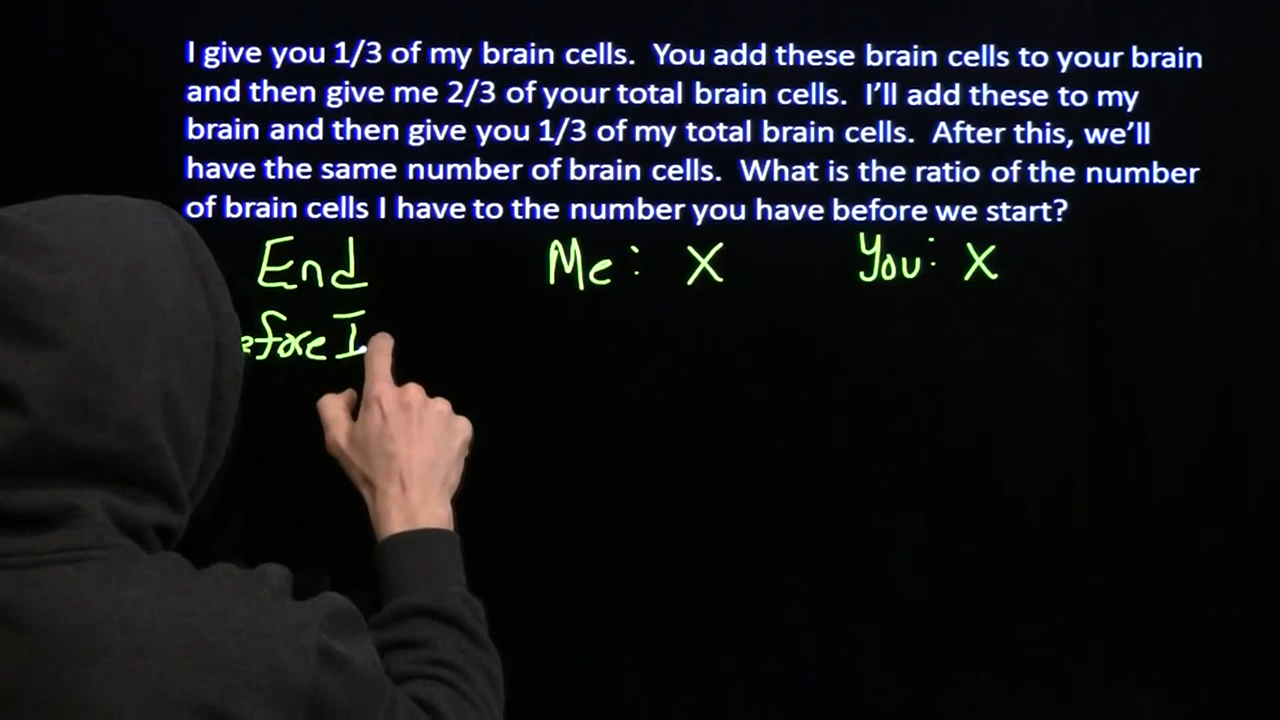 I give you 1/3 of my brain cells. You add these brain cells to your brain
and then give me 2/3 of your total brain cells. I'll add these to my
brain and then give you 1/3 of my total brain cells. After this, we'll
have the same number of brain cells. What is the ratio of the number
of brain cells I have to the number you have before we start?
End Me: X You: X
efore I